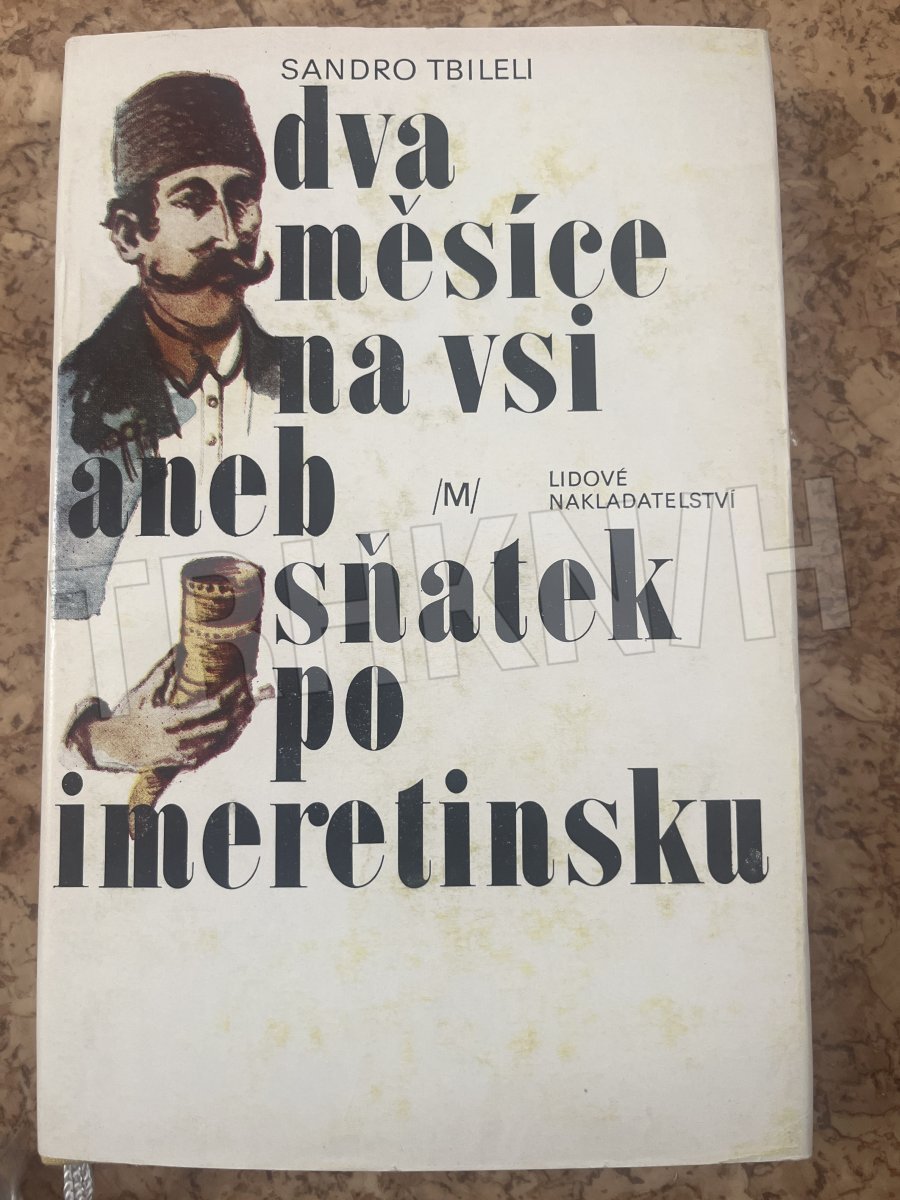 SANDRO TBILELI
dva
měsíce
na vsi
aneb
/M/
LIDOVÉ
NAKLADATELSTVÍ
sňatek
po
imeretinsku